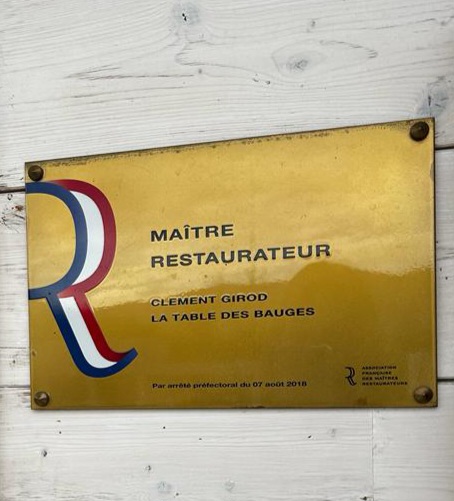 MAÎTRE
RESTAURATEUR
CLEMENT GIROD
LA TABLE DES BAUGES
Par arrêté préfectoral du 07 août 2018
ASSOCIATION
FRANÇAISE
DES MAÎTRES
RESTAURATEURS